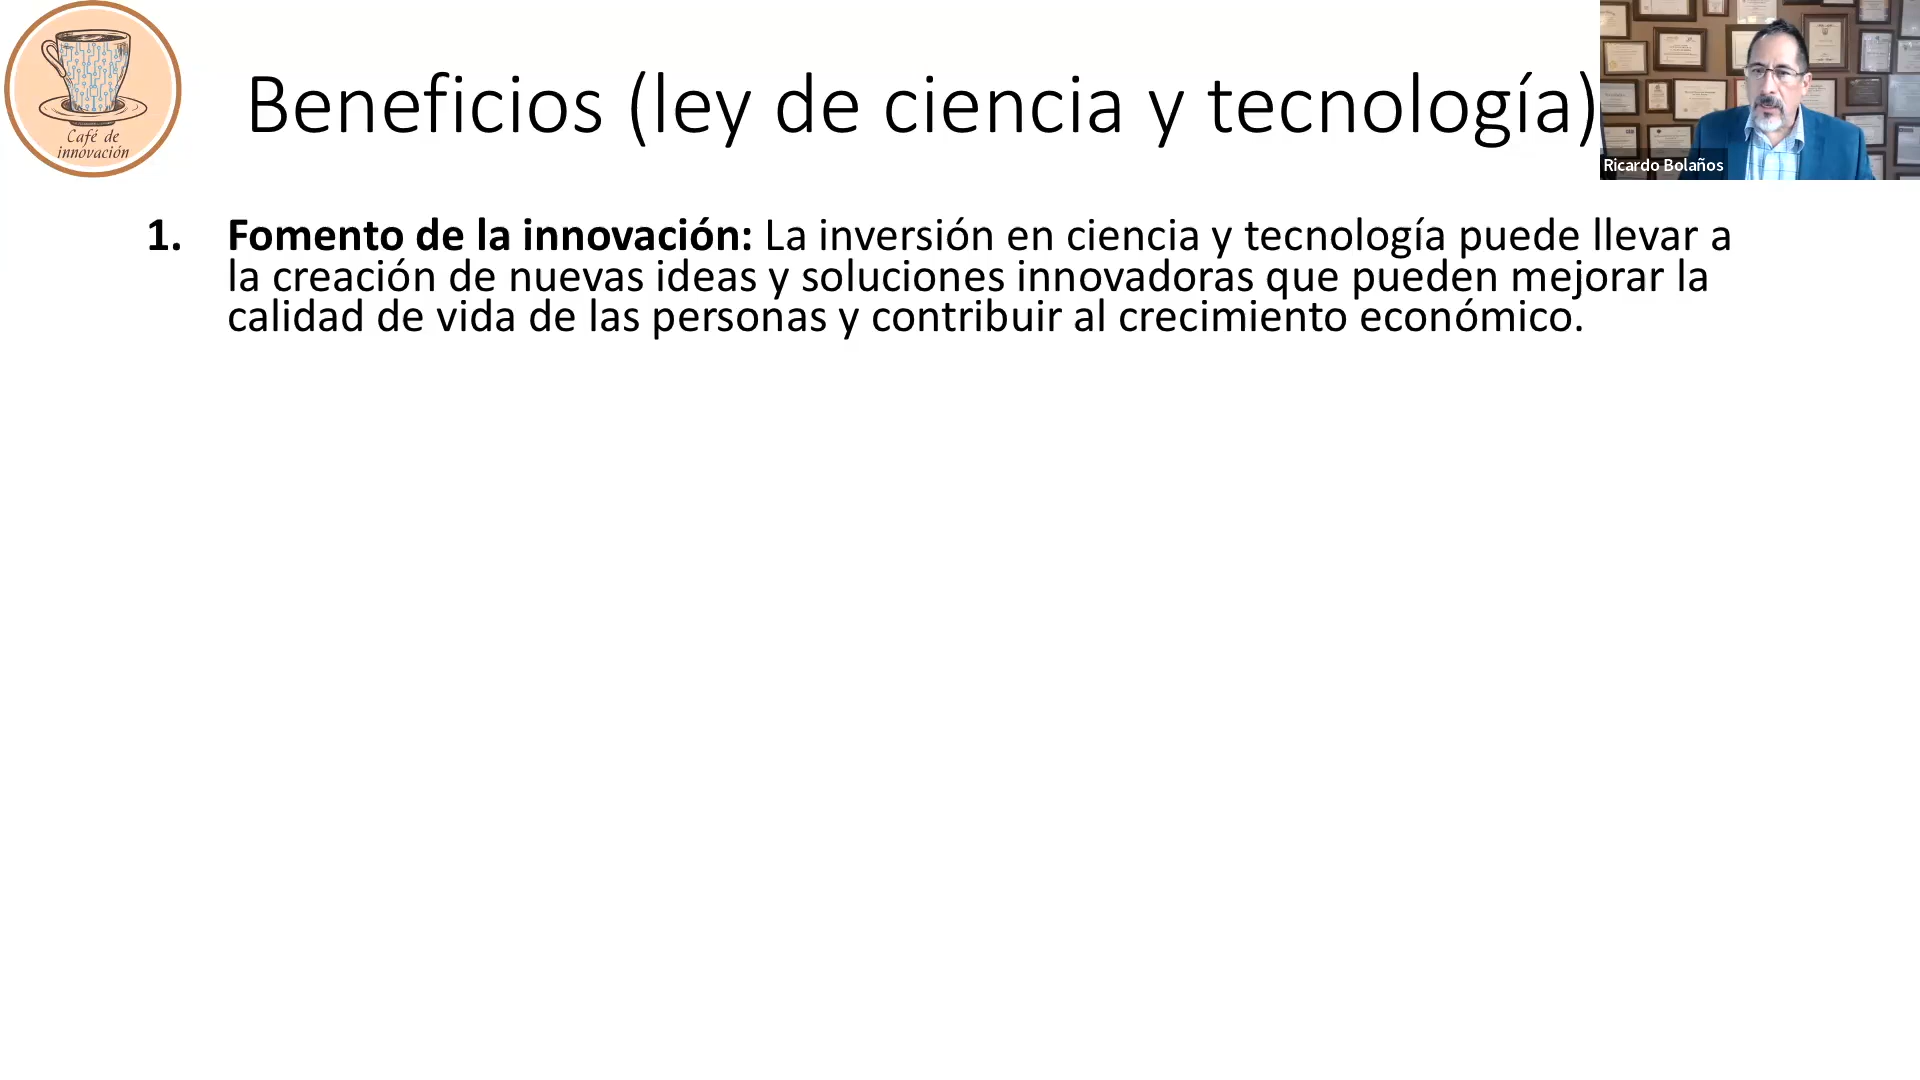 Café de
innovación
Beneficios (ley de ciencia y tecnología)
Ricardo Bolaños
1. Fomento de la innovación: La inversión en ciencia y tecnología puede llevar a
la creación de nuevas ideas y soluciones innovadoras que pueden mejorar la
calidad de vida de las personas y contribuir al crecimiento económico.